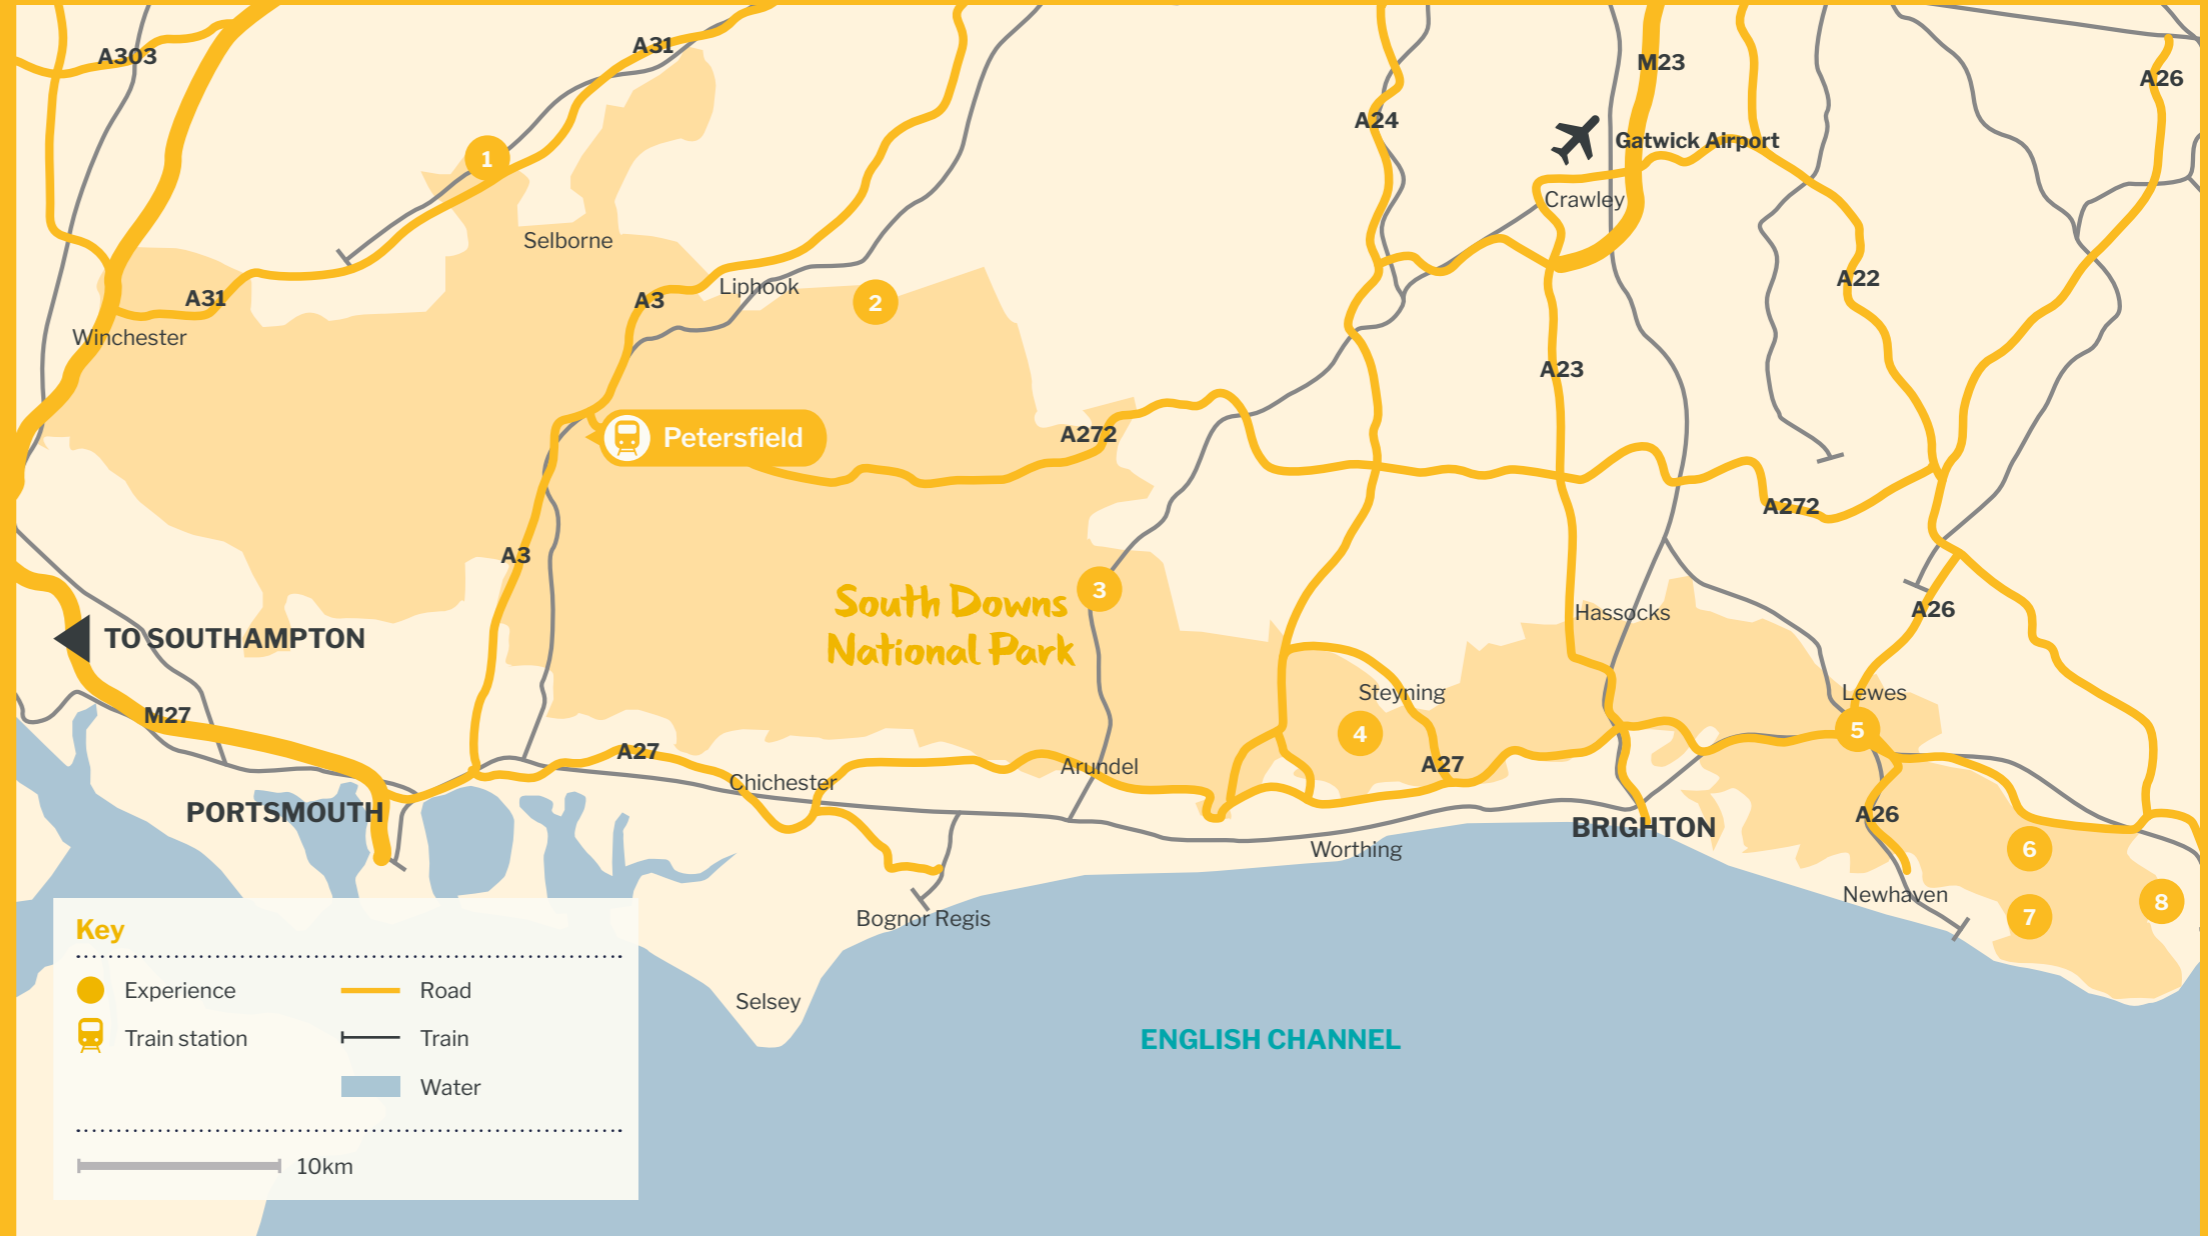 A303
A31
M23
A26
A24
Gatwick Airport
1
Crawley
Selborne
A22
Liphook
A31
A3
2
Winchester
A23
Petersfield
A272
A272
A3
South Downs
National Park
3
Hassocks
A26
TO SOUTHAMPTON
Steyning
Lewes
M27
4
5
A27
Arundel
A27
Chichester
PORTSMOUTH
A26
BRIGHTON
Worthing
6
Newhaven
8
Bognor Regis
7
Key
Experience
Road
Selsey
Train station
Train
ENGLISH CHANNEL
Water
10km